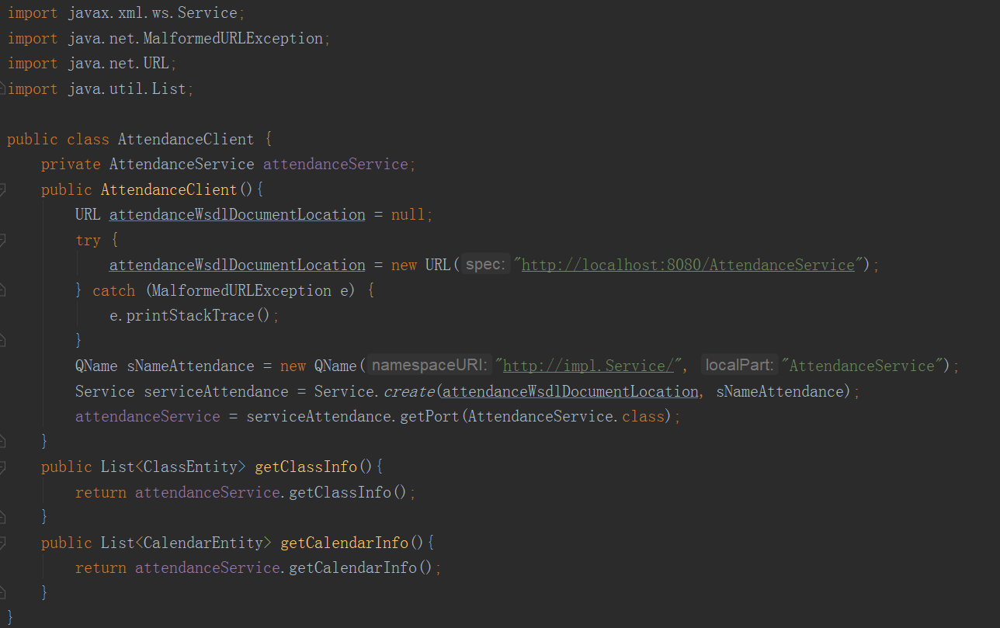 import javax.xml.ws.Service;
import java.net.MalformedURLException;
import java.net.URL;
import java.util.List;

public class AttendanceClient {
    private AttendanceService attendanceService;
    public AttendanceClient(){
        URL attendanceWsdlDocumentLocation = null;
        try {
            attendanceWsdlDocumentLocation = new URL( spec: "http://localhost:8080/AttendanceService");
        } catch (MalformedURLException e) {
            e.printStackTrace();
        }
        QName sNameAttendance = new QName( namespaceURI: "http://impl.Service/", localPart: "AttendanceService");
        Service serviceAttendance = Service.create(attendanceWsdlDocumentLocation, sNameAttendance);
        attendanceService = serviceAttendance.getPort(AttendanceService.class);
    }
    public List<ClassEntity> getClassInfo(){
        return attendanceService.getClassInfo();
    }
    public List<CalendarEntity> getCalendarInfo(){
        return attendanceService.getCalendarInfo();
    }
}